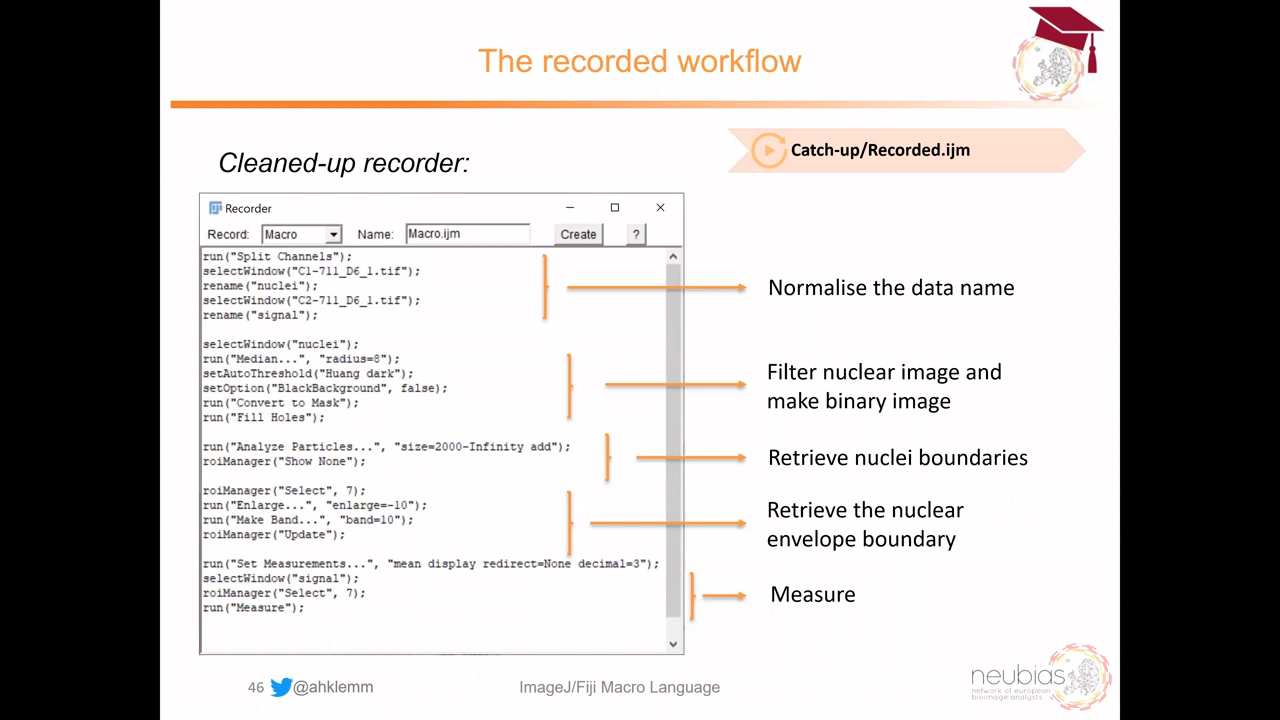 The recorded workflow
Cleaned-up recorder:
Catch-up/Recorded.ijm
Recorder
Record: Macro Name: Macro.ijm Create ?
run("Split Channels");
selectWindow("C1-711_D6_1.tif");
rename("nuclei");
selectWindow("C2-711_D6_1.tif");
rename("signal");
Normalise the data name
selectWindow("nuclei");
run("Median...", "radius=8");
setAutoThreshold("Huang dark");
setOption("BlackBackground", false);
run("Convert to Mask");
run("Fill Holes");
Filter nuclear image and
make binary image
run("Analyze Particles...", "size=2000-Infinity add");
roiManager("Show None");
Retrieve nuclei boundaries
roiManager("Select", 7);
run("Enlarge...", "enlarge=-10");
run("Make Band...", "band=10");
roiManager("Update");
Retrieve the nuclear
envelope boundary
run("Set Measurements...", "mean display redirect=None decimal=3");
selectWindow("signal");
roiManager("Select", 7);
run("Measure");
Measure
46 @ahklemm
ImageJ/Fiji Macro Language
neubias
network of european
bioimage analysts